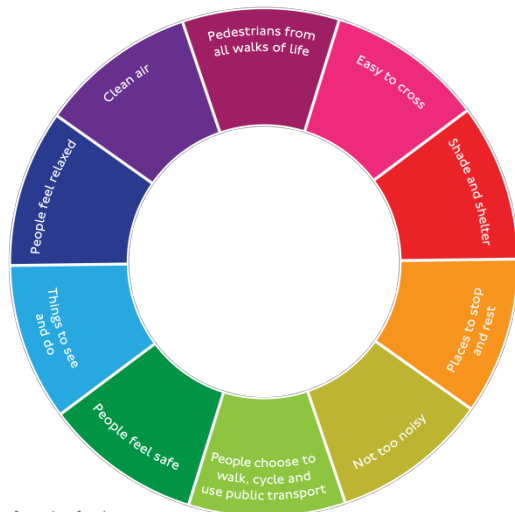 Pedestrians from
all walks of life
Easy to cross
Shade and shelter
Places to stop
and rest
Not too noisy
People choose to
walk, cycle and
use public transport
People feel safe
Things to see
and do
People feel relaxed
Clean air